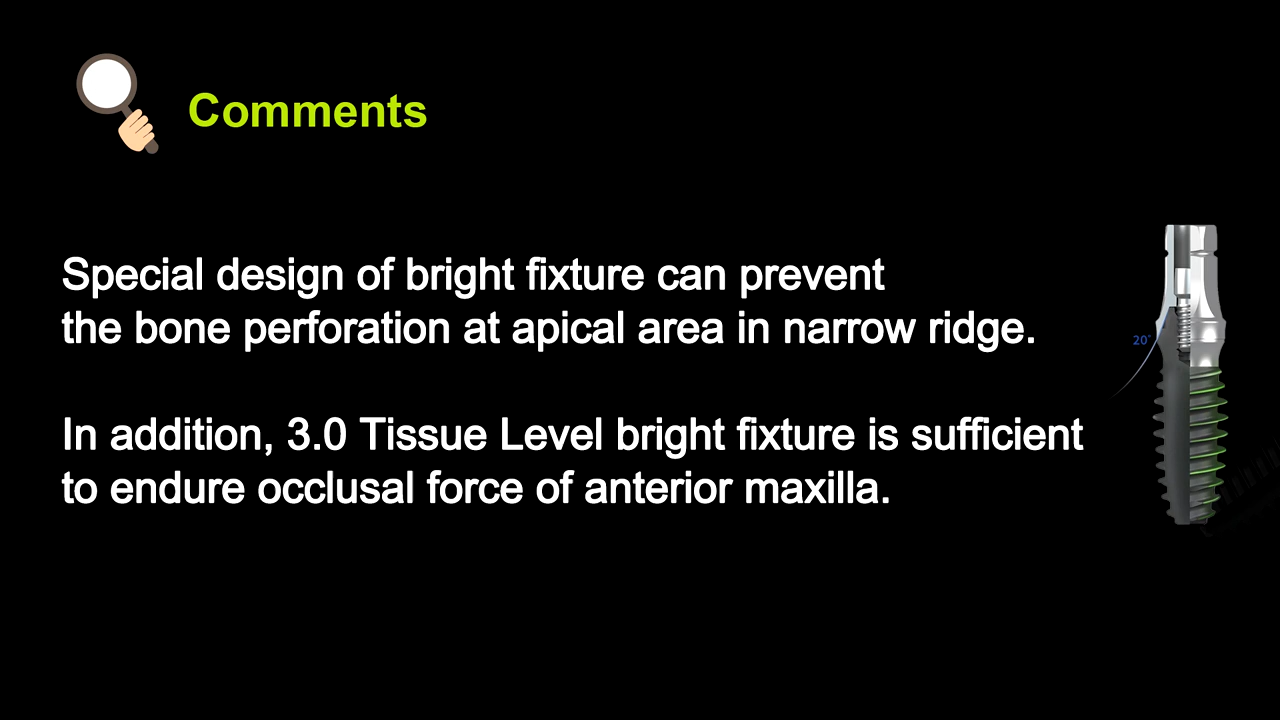 Comments
Special design of bright fixture can prevent
the bone perforation at apical area in narrow ridge.
20°
In addition, 3.0 Tissue Level bright fixture is sufficient
to endure occlusal force of anterior maxilla.